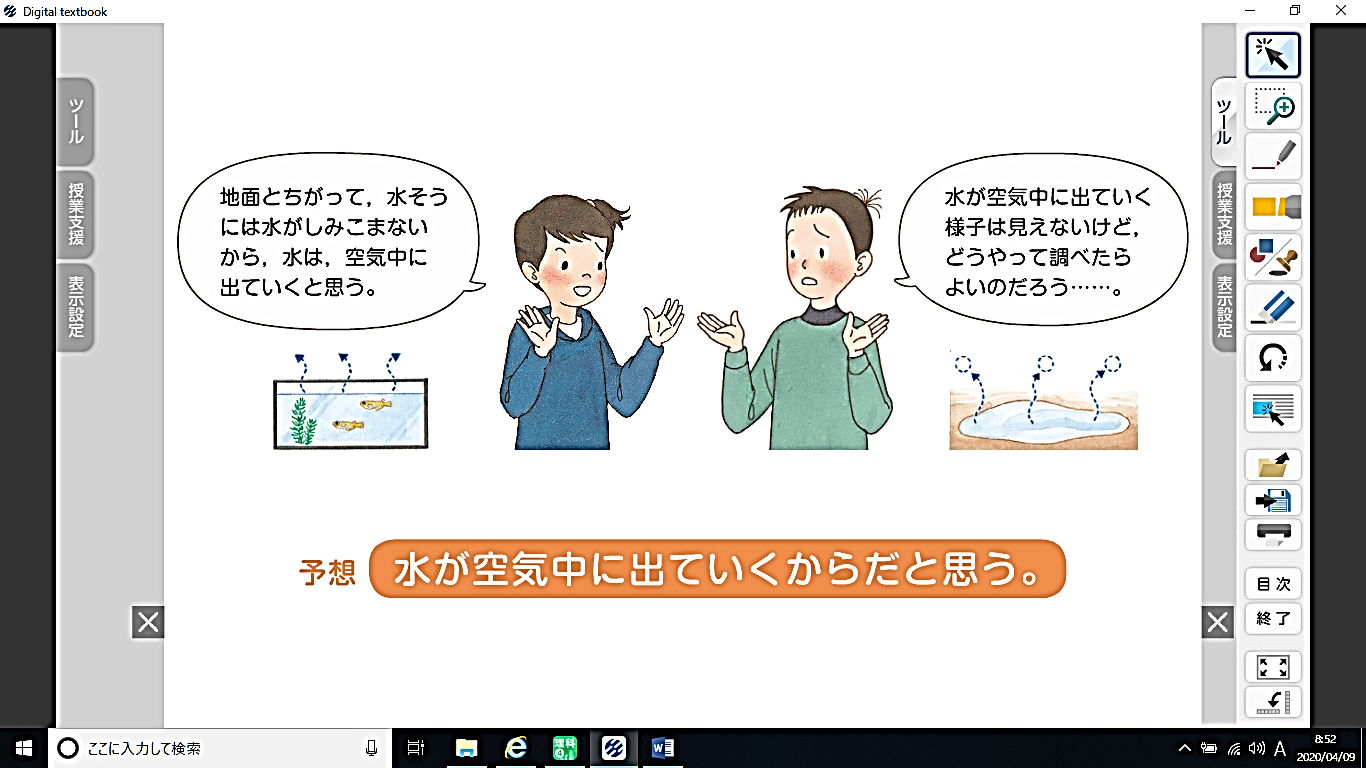 Digital textbook
ツール
授業支援
表示設定
地面とちがって，水そう
には水がしみこまない
から，水は，空気中に
出ていくと思う。
水が空気中に出ていく
様子は見えないけど，
どうやって調べたら
よいのだろう……。
予想 水が空気中に出ていくからだと思う。
ツール
授業支援
表示設定
目次
終了
ここに入力して検索
理科
4
A
8:52
2020/04/09